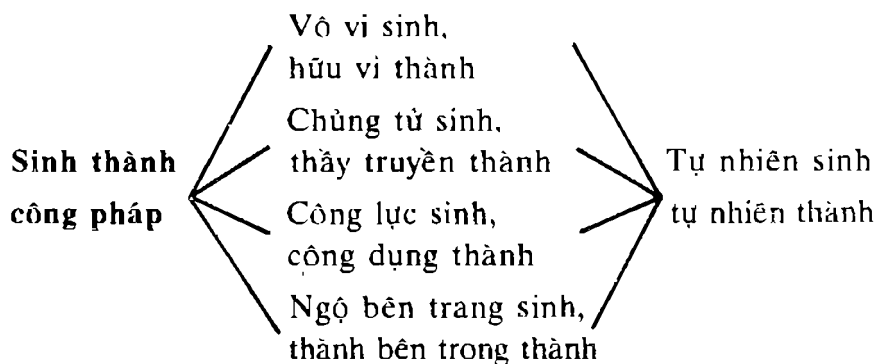 Vô vi sinh,
hữu vi thành
Chủng tử sinh,
thầy truyền thành
Sinh thành
công pháp
Công lực sinh,
công dụng thành
Ngộ bên trang sinh,
thành bên trong thành
Tự nhiên sinh
tự nhiên thành